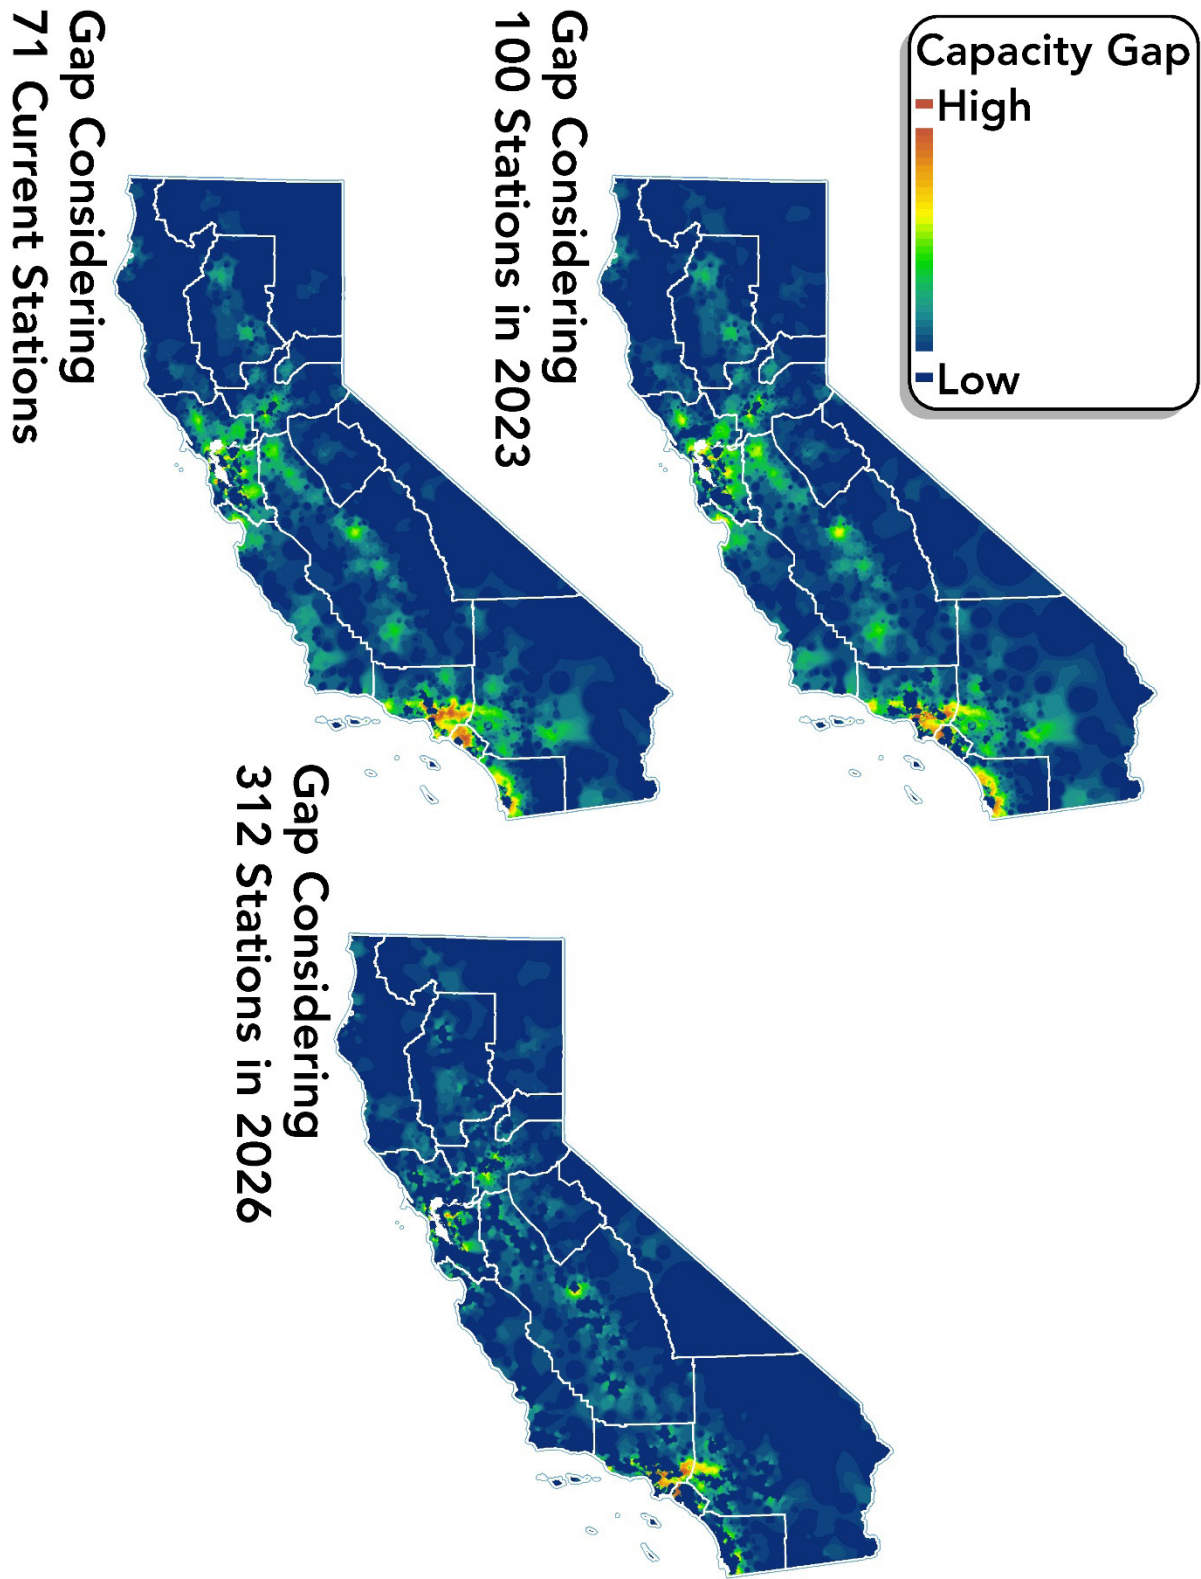 Capacity Gap
High
Low
Gap Considering
100 Stations in 2023
Gap Considering
71 Current Stations
Gap Considering
312 Stations in 2026